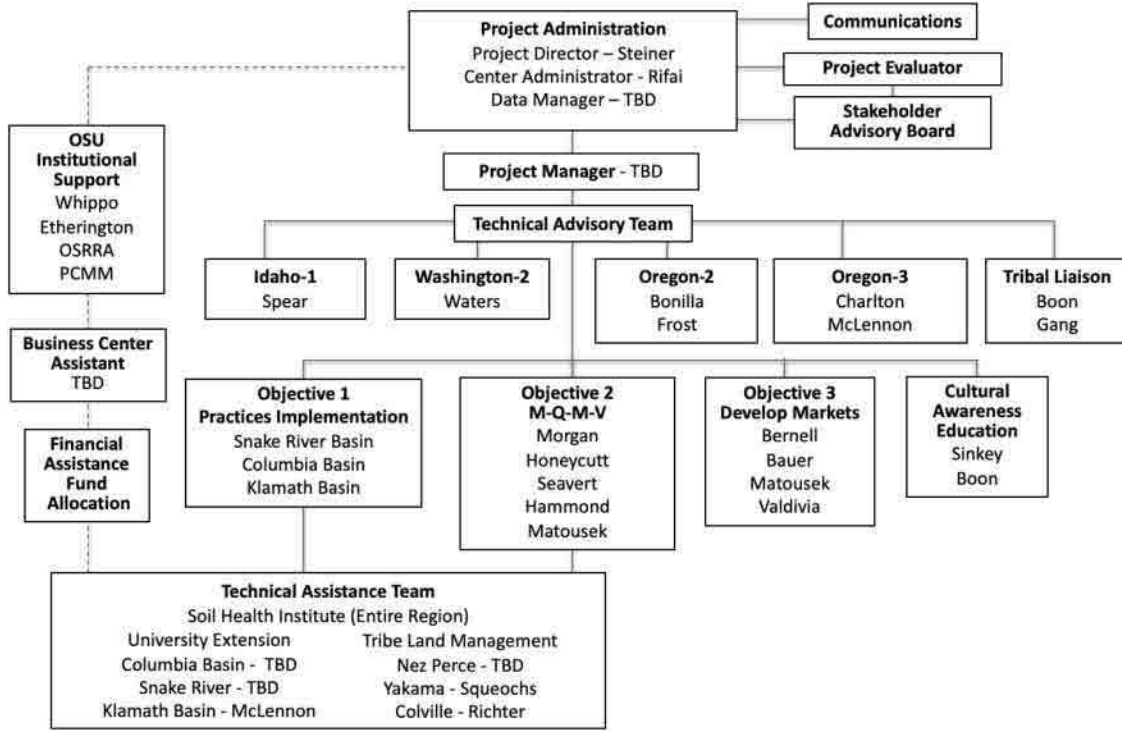 Project Administration
Project Director – Steiner
Center Administrator - Rifai
Data Manager – TBD
Communications
Project Evaluator
Stakeholder
Advisory Board
OSU
Institutional
Support
Whippo
Etherington
OSRRA
PCMM
Project Manager - TBD
Technical Advisory Team
Idaho-1
Spear
Washington-2
Waters
Oregon-2
Bonilla
Frost
Oregon-3
Charlton
McLennon
Tribal Liaison
Boon
Gang
Business Center
Assistant
TBD
Financial
Assistance
Fund
Allocation
Objective 1
Practices Implementation
Snake River Basin
Columbia Basin
Klamath Basin
Objective 2
M-Q-M-V
Morgan
Honeycutt
Seavert
Hammond
Matousek
Objective 3
Develop Markets
Bernell
Bauer
Matousek
Valdivia
Cultural
Awareness
Education
Sinkey
Boon
Technical Assistance Team
Soil Health Institute (Entire Region)
University Extension
Columbia Basin - TBD
Snake River - TBD
Klamath Basin - McLennon
Tribe Land Management
Nez Perce - TBD
Yakama - Squeochs
Colville - Richter